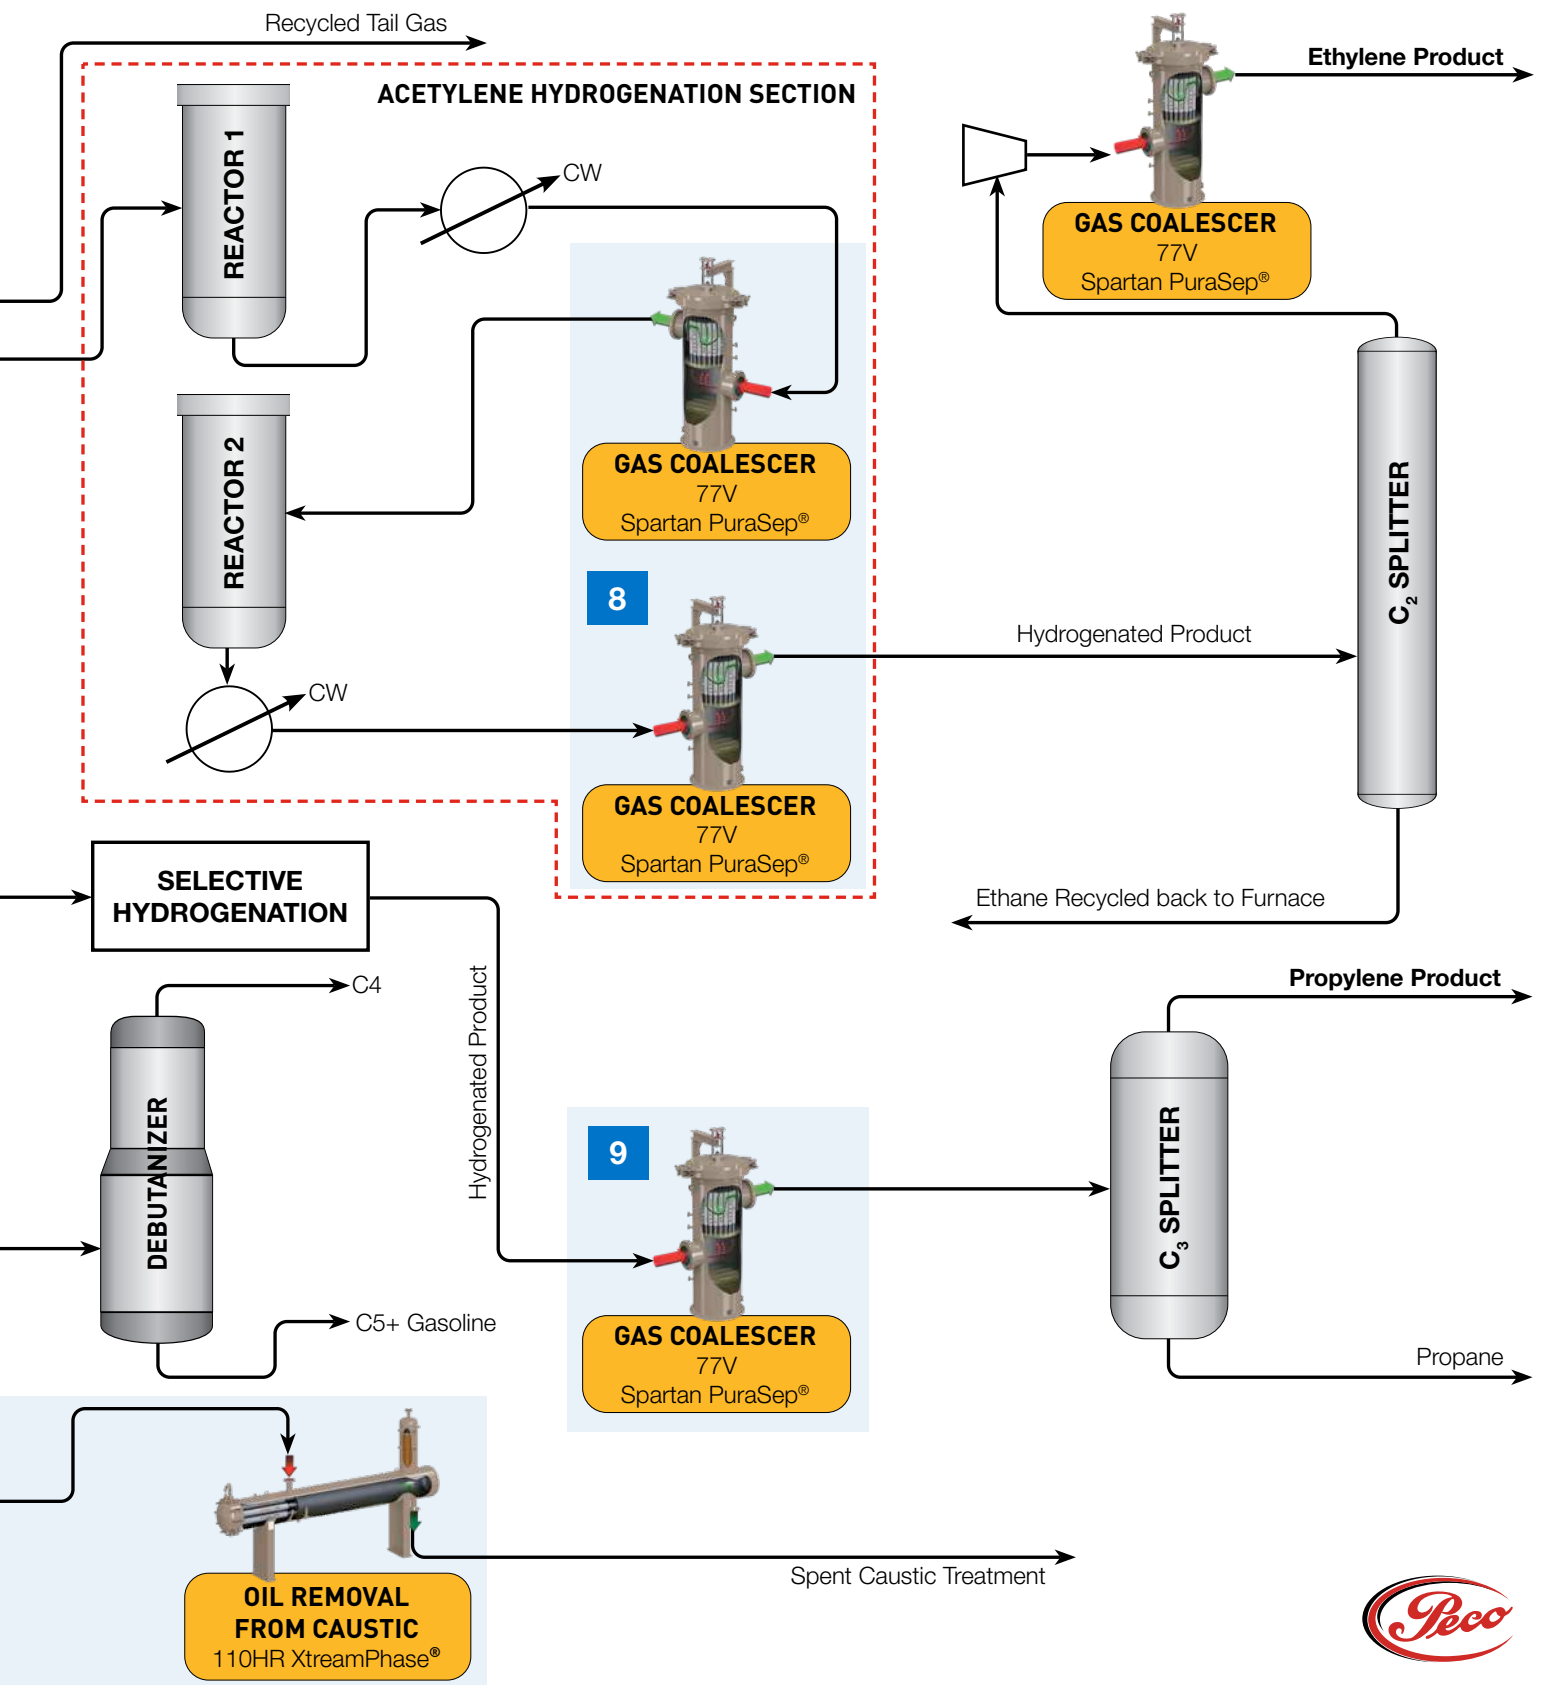 Recycled Tail Gas
Ethylene Product
ACETYLENE HYDROGENATION SECTION
REACTOR 1
CW
GAS COALESCER
77V
Spartan PuraSep®
GAS COALESCER
77V
Spartan PuraSep®
REACTOR 2
C₂ SPLITTER
8
Hydrogenated Product
CW
GAS COALESCER
77V
Spartan PuraSep®
SELECTIVE
HYDROGENATION
Ethane Recycled back to Furnace
C4
Hydrogenated Product
Propylene Product
DEBUTANIZER
9
C₃ SPLITTER
C5+ Gasoline
GAS COALESCER
77V
Spartan PuraSep®
Propane
Spent Caustic Treatment
OIL REMOVAL
FROM CAUSTIC
110HR XtreamPhase®
Peco